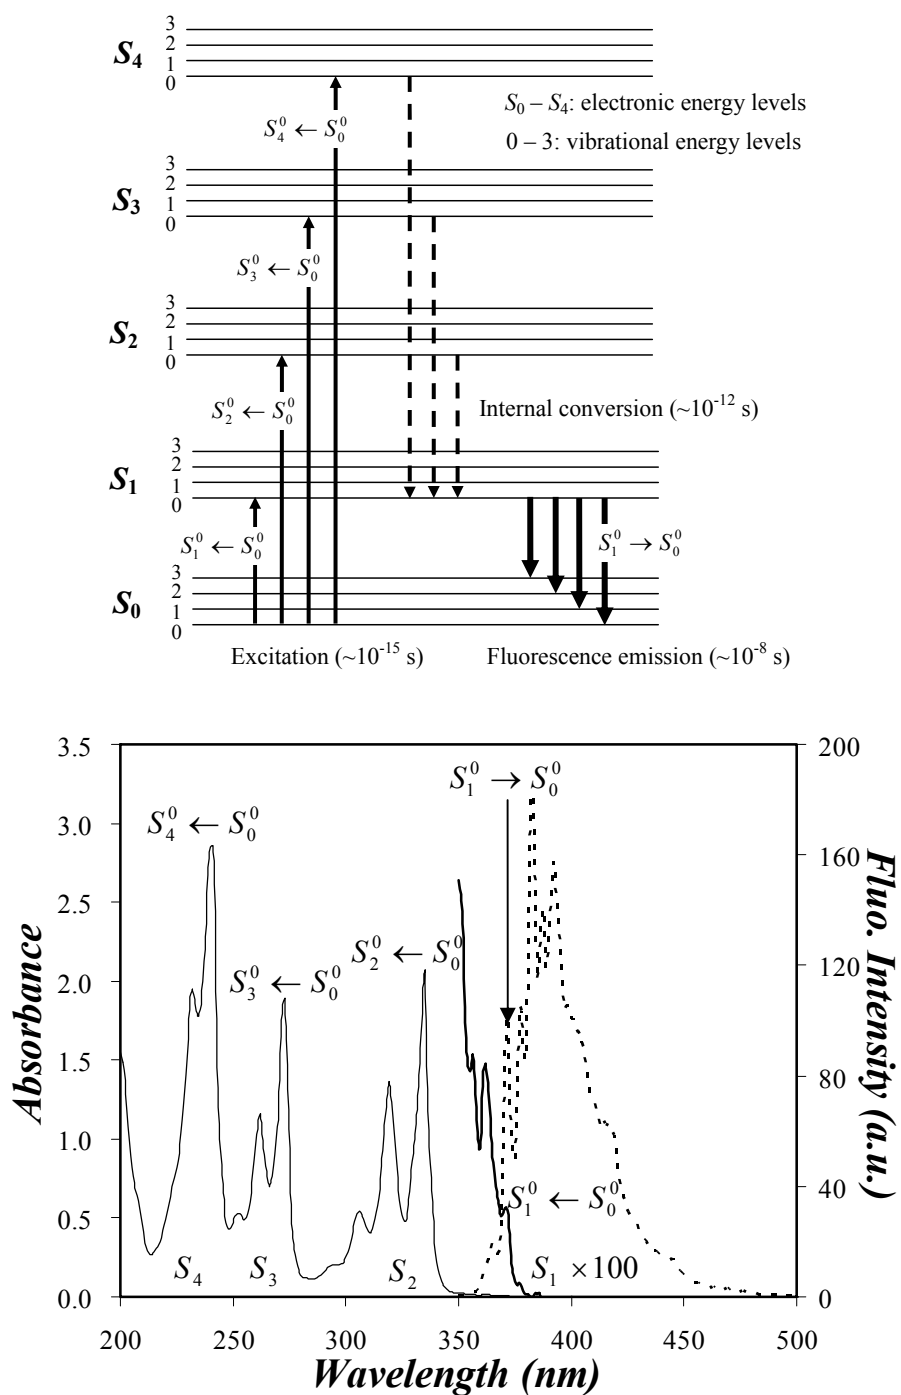 3
2
1
0
S₄
S₀ – S₄: electronic energy levels
0 – 3: vibrational energy levels
S₄⁰ ← S₀⁰
3
2
1
0
S₃
S₃⁰ ← S₀⁰
3
2
1
0
S₂
S₂⁰ ← S₀⁰
Internal conversion (~10⁻¹² s)
3
2
1
0
S₁
S₁⁰ ← S₀⁰
S₁⁰ → S₀⁰
3
2
1
0
S₀
Excitation (~10⁻¹⁵ s)
Fluorescence emission (~10⁻⁸ s)
Absorbance
3.5
3.0
2.5
2.0
1.5
1.0
0.5
0.0
S₄⁰ ← S₀⁰
S₃⁰ ← S₀⁰
S₂⁰ ← S₀⁰
S₁⁰ → S₀⁰
S₁⁰ ← S₀⁰
S₄
S₃
S₂
S₁ ×100
200
160
120
80
40
0
Fluo. Intensity (a.u.)
200 250 300 350 400 450 500
Wavelength (nm)